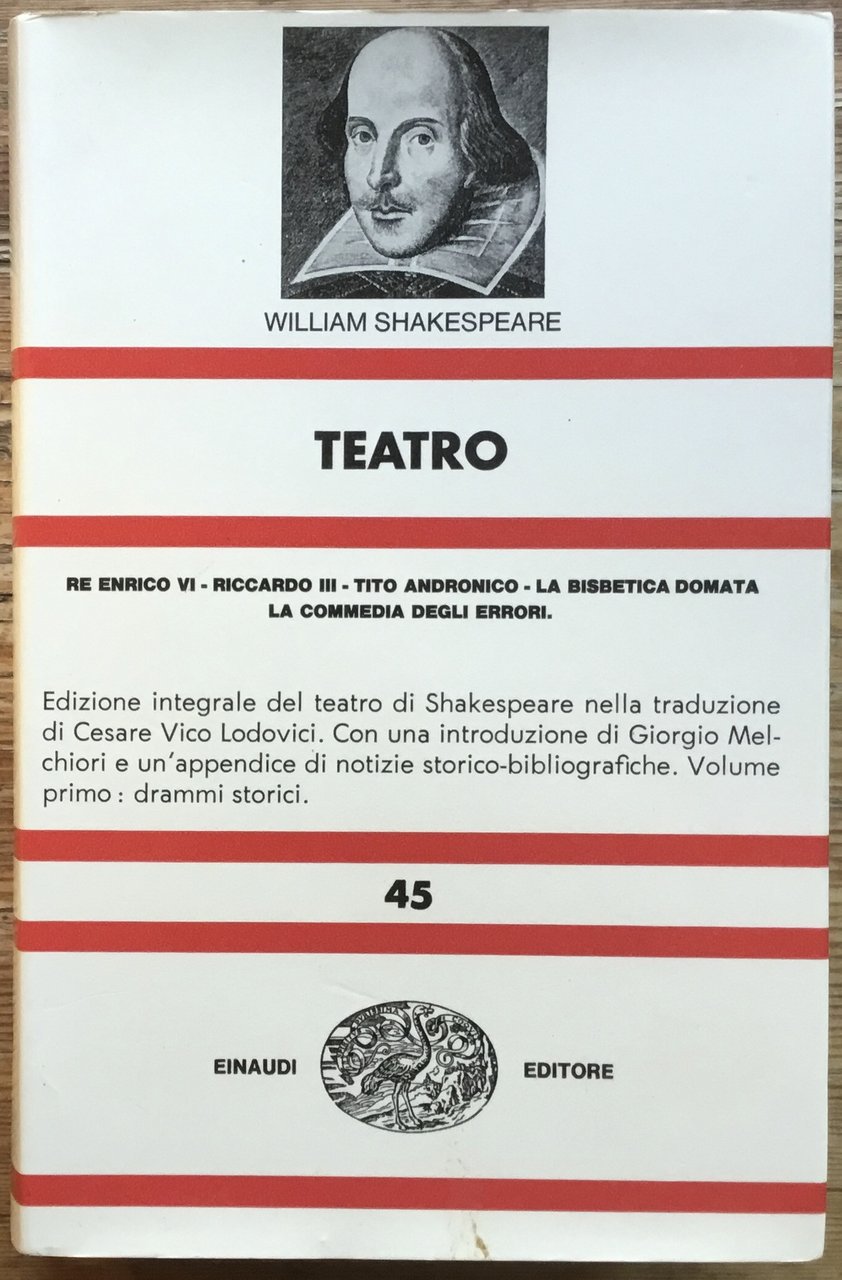 WILLIAM SHAKESPEARE
TEATRO
RE ENRICO VI - RICCARDO III - TITO ANDRONICO - LA BISBETICA DOMATA
LA COMMEDIA DEGLI ERRORI.
Edizione integrale del teatro di Shakespeare nella traduzione
di Cesare Vico Lodovici. Con una introduzione di Giorgio Mel-
chiori e un'appendice di notizie storico-bibliografiche. Volume
primo : drammi storici.
45
EINAUDI EDITORE